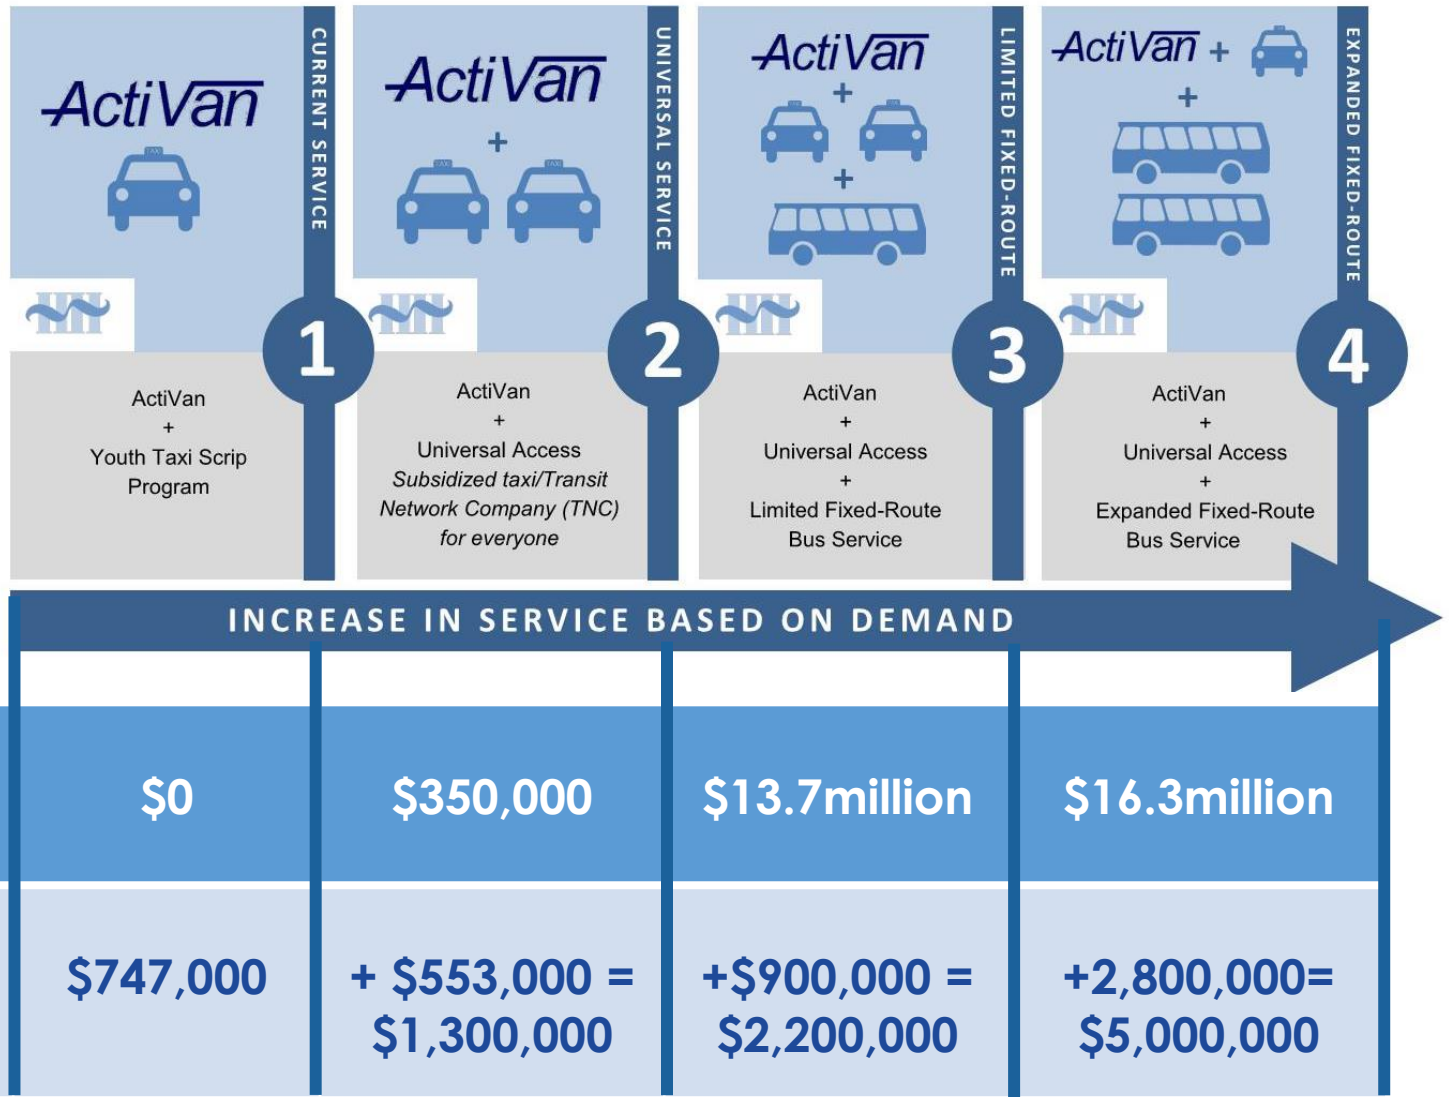 ActiVan
TAXI
CURRENT SERVICE
1
ActiVan
+
Youth Taxi Scrip
Program
ActiVan
+
UNIVERSAL SERVICE
2
ActiVan
+
Universal Access
Subsidized taxi/Transit
Network Company (TNC)
for everyone
ActiVan
+
+
LIMITED FIXED-ROUTE
3
ActiVan
+
Universal Access
+
Limited Fixed-Route
Bus Service
ActiVan +
+
EXPANDED FIXED-ROUTE
4
ActiVan
+
Universal Access
+
Expanded Fixed-Route
Bus Service
INCREASE IN SERVICE BASED ON DEMAND
$0
$350,000
$13.7million
$16.3million
$747,000
+ $553,000 =
$1,300,000
+$900,000 =
$2,200,000
+2,800,000=
$5,000,000